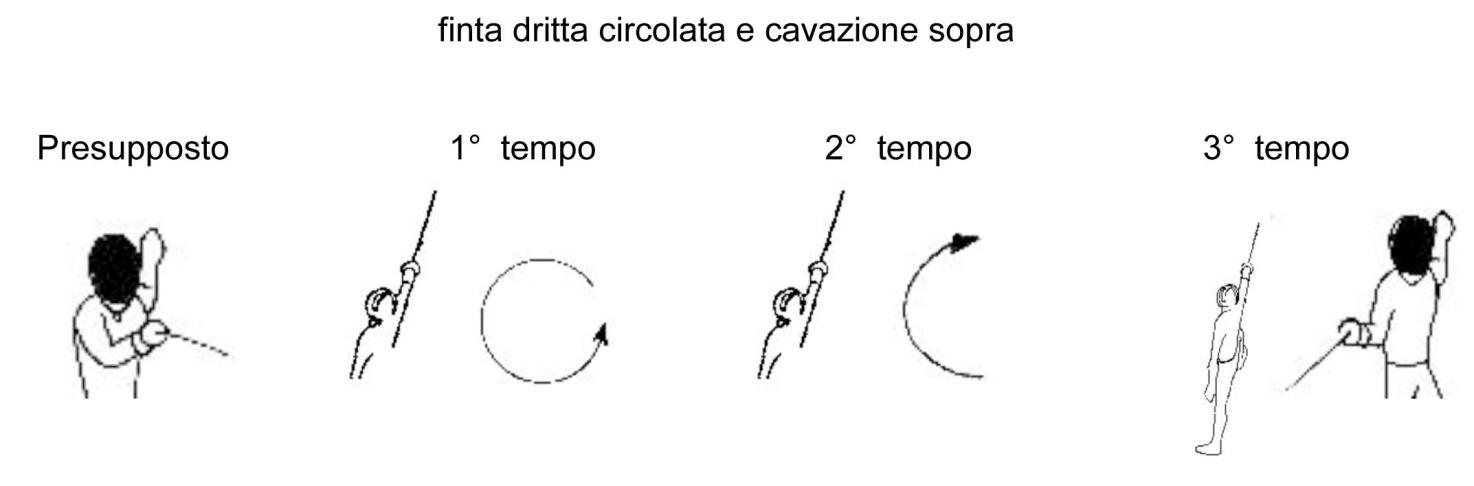 finta dritta circolata e cavazione sopra
Presupposto
1° tempo
2° tempo
3° tempo